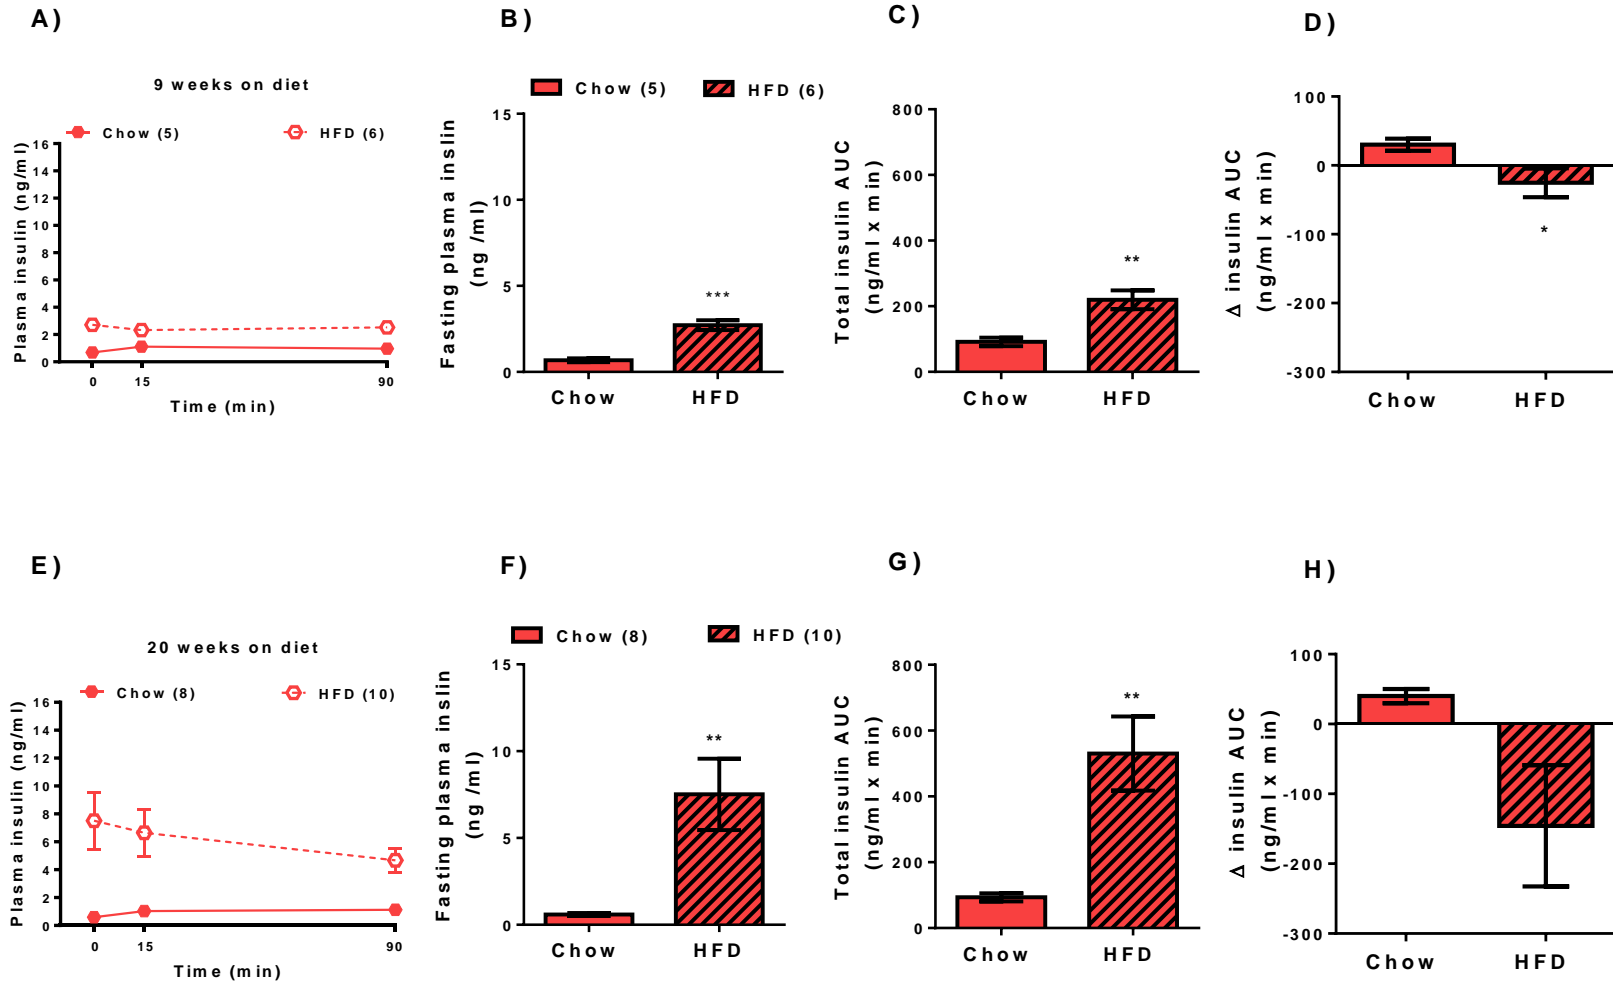 A)
9 weeks on diet
Chow (5)
HFD (6)
Plasma insulin (ng/ml)
16
14
12
10
8
6
4
2
0
0
15
90
Time (min)
B)
Chow (5)
HFD (6)
Fasting plasma inslin
(ng /ml)
15
10
5
0
***
Chow
HFD
C)
Total insulin AUC
(ng/ml x min)
800
600
400
200
0
**
Chow
HFD
D)
Δ insulin AUC
(ng/ml x min)
100
0
-100
-200
-300
*
Chow
HFD
E)
20 weeks on diet
Chow (8)
HFD (10)
Plasma insulin (ng/ml)
16
14
12
10
8
6
4
2
0
0
15
90
Time (min)
F)
Chow (8)
HFD (10)
Fasting plasma inslin
(ng /ml)
15
10
5
0
**
Chow
HFD
G)
Total insulin AUC
(ng/ml x min)
800
600
400
200
0
**
Chow
HFD
H)
Δ insulin AUC
(ng/ml x min)
100
0
-100
-200
-300
Chow
HFD